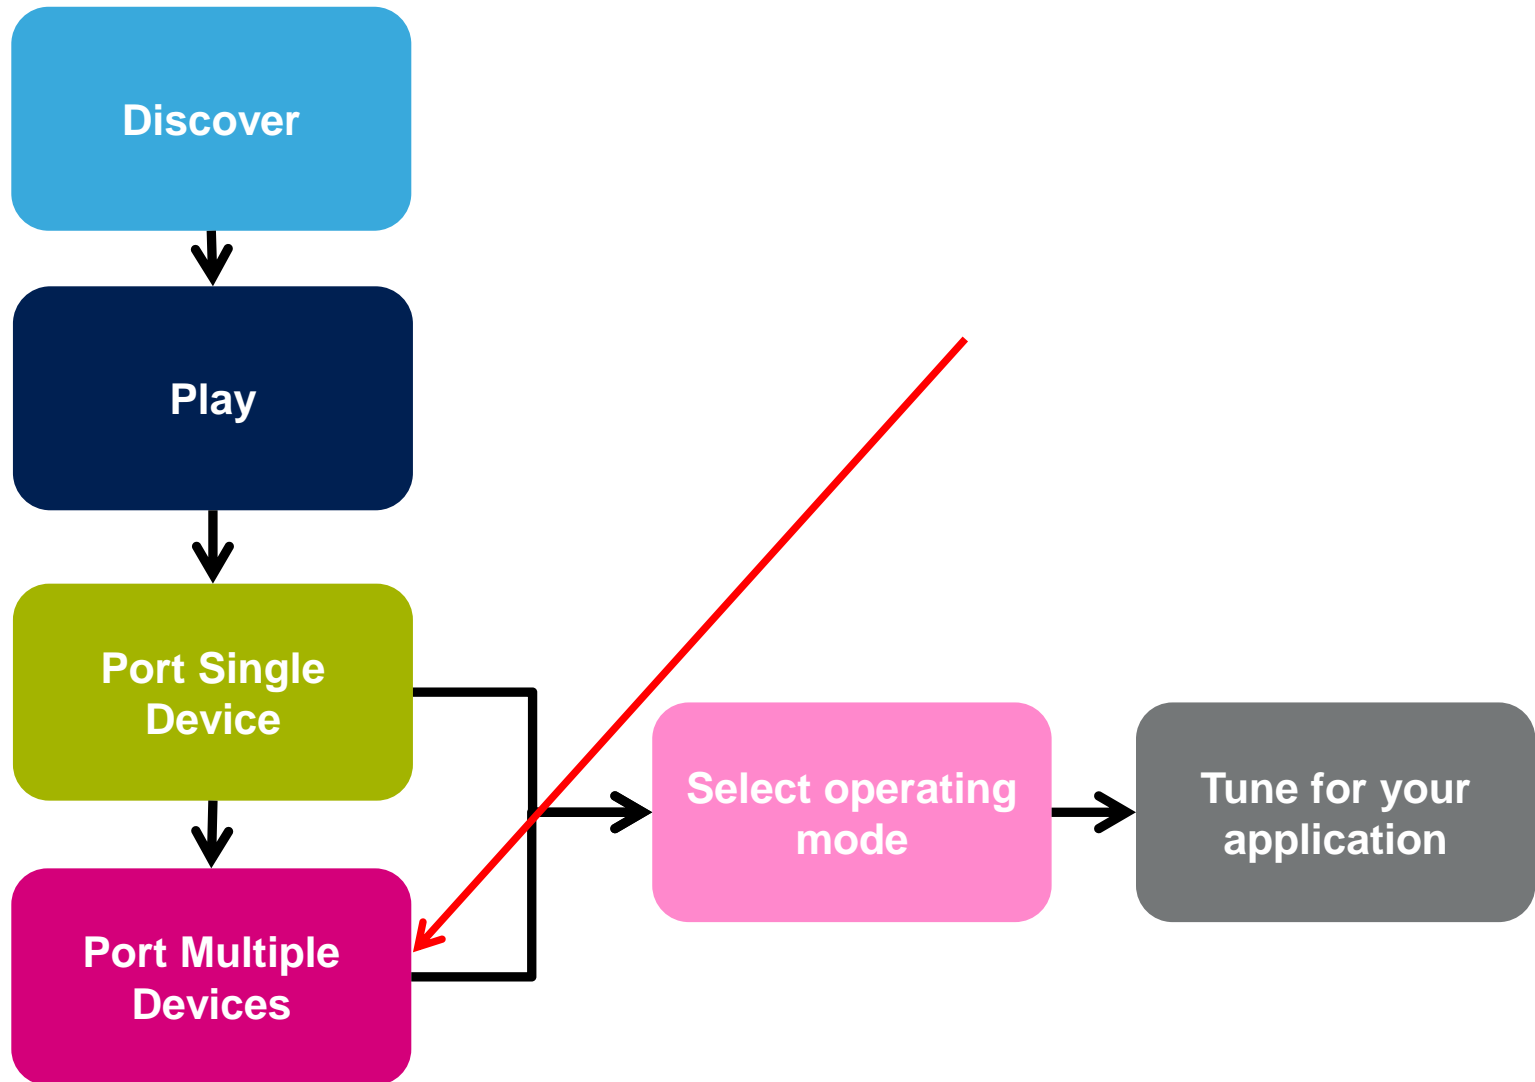 Discover
Play
Port Single
Device
Port Multiple
Devices
Select operating
mode
Tune for your
application